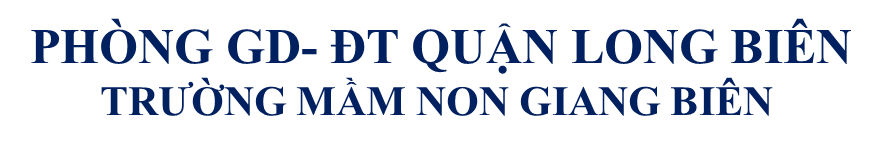 PHÒNG GD- ĐT QUẬN LONG BIÊN
TRƯỜNG MẦM NON GIANG BIÊN